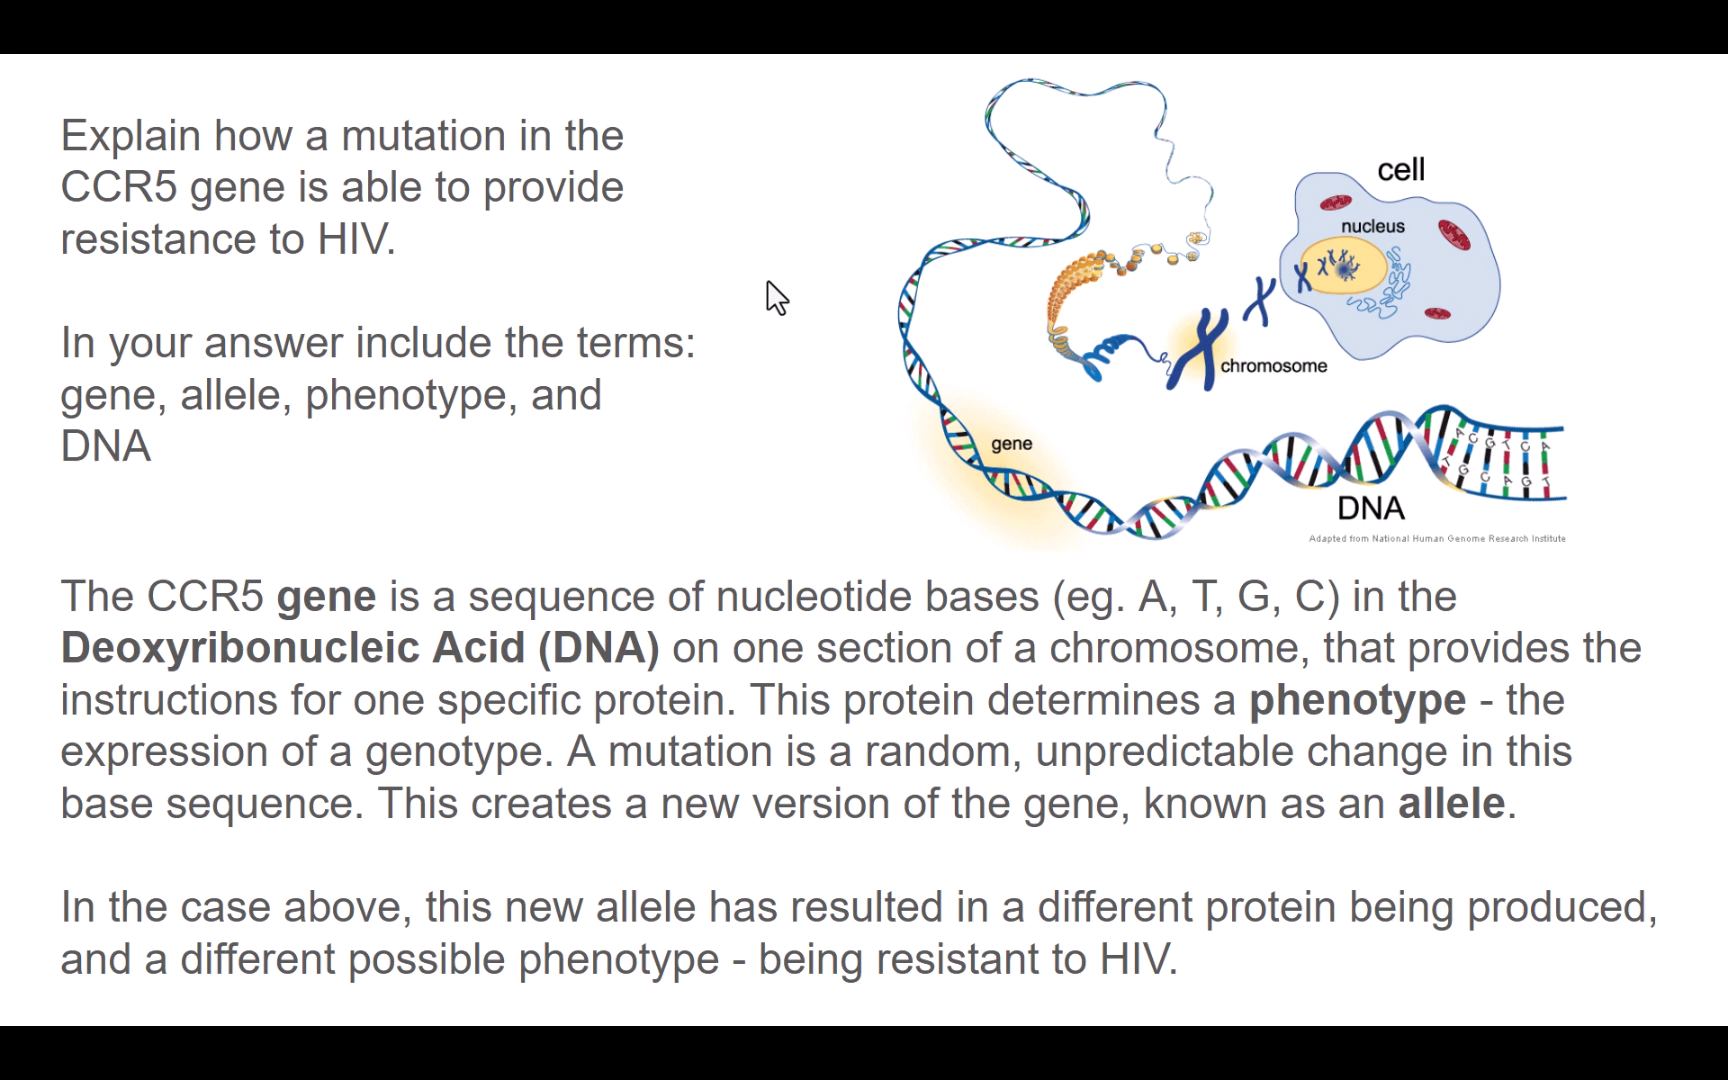 Explain how a mutation in the
CCR5 gene is able to provide
resistance to HIV.
In your answer include the terms:
gene, allele, phenotype, and
DNA
cell
nucleus
chromosome
gene
A C G T C A
T G C A G T
DNA
Adapted from National Human Genome Research Institute
The CCR5 gene is a sequence of nucleotide bases (eg. A, T, G, C) in the
Deoxyribonucleic Acid (DNA) on one section of a chromosome, that provides the
instructions for one specific protein. This protein determines a phenotype - the
expression of a genotype. A mutation is a random, unpredictable change in this
base sequence. This creates a new version of the gene, known as an allele.
In the case above, this new allele has resulted in a different protein being produced,
and a different possible phenotype - being resistant to HIV.